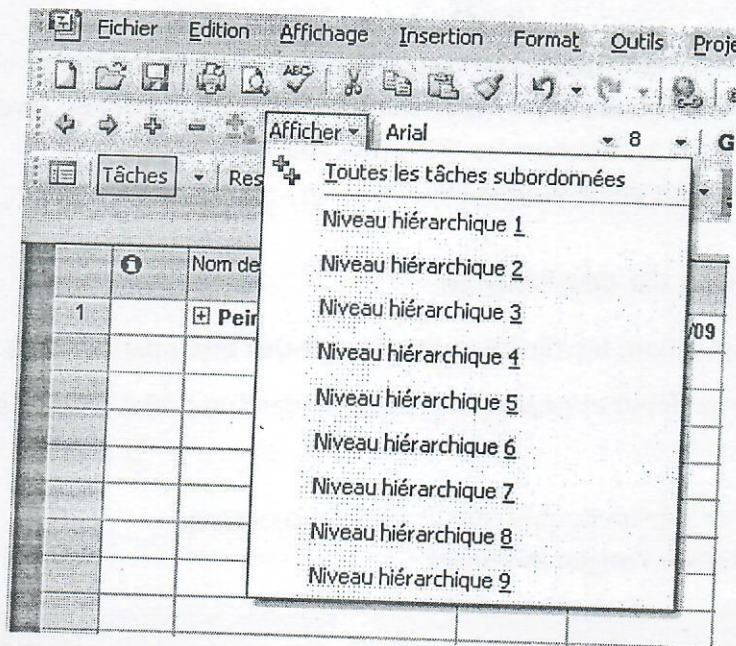 Fichier Edition Affichage Insertion Format Outils Proje
ABC
Afficher Arial 8 G
Tâches Res
Toutes les tâches subordonnées
Niveau hiérarchique 1
Niveau hiérarchique 2
Niveau hiérarchique 3
Niveau hiérarchique 4
Niveau hiérarchique 5
Niveau hiérarchique 6
Niveau hiérarchique 7
Niveau hiérarchique 8
Niveau hiérarchique 9
Nom de
1 Pein /09